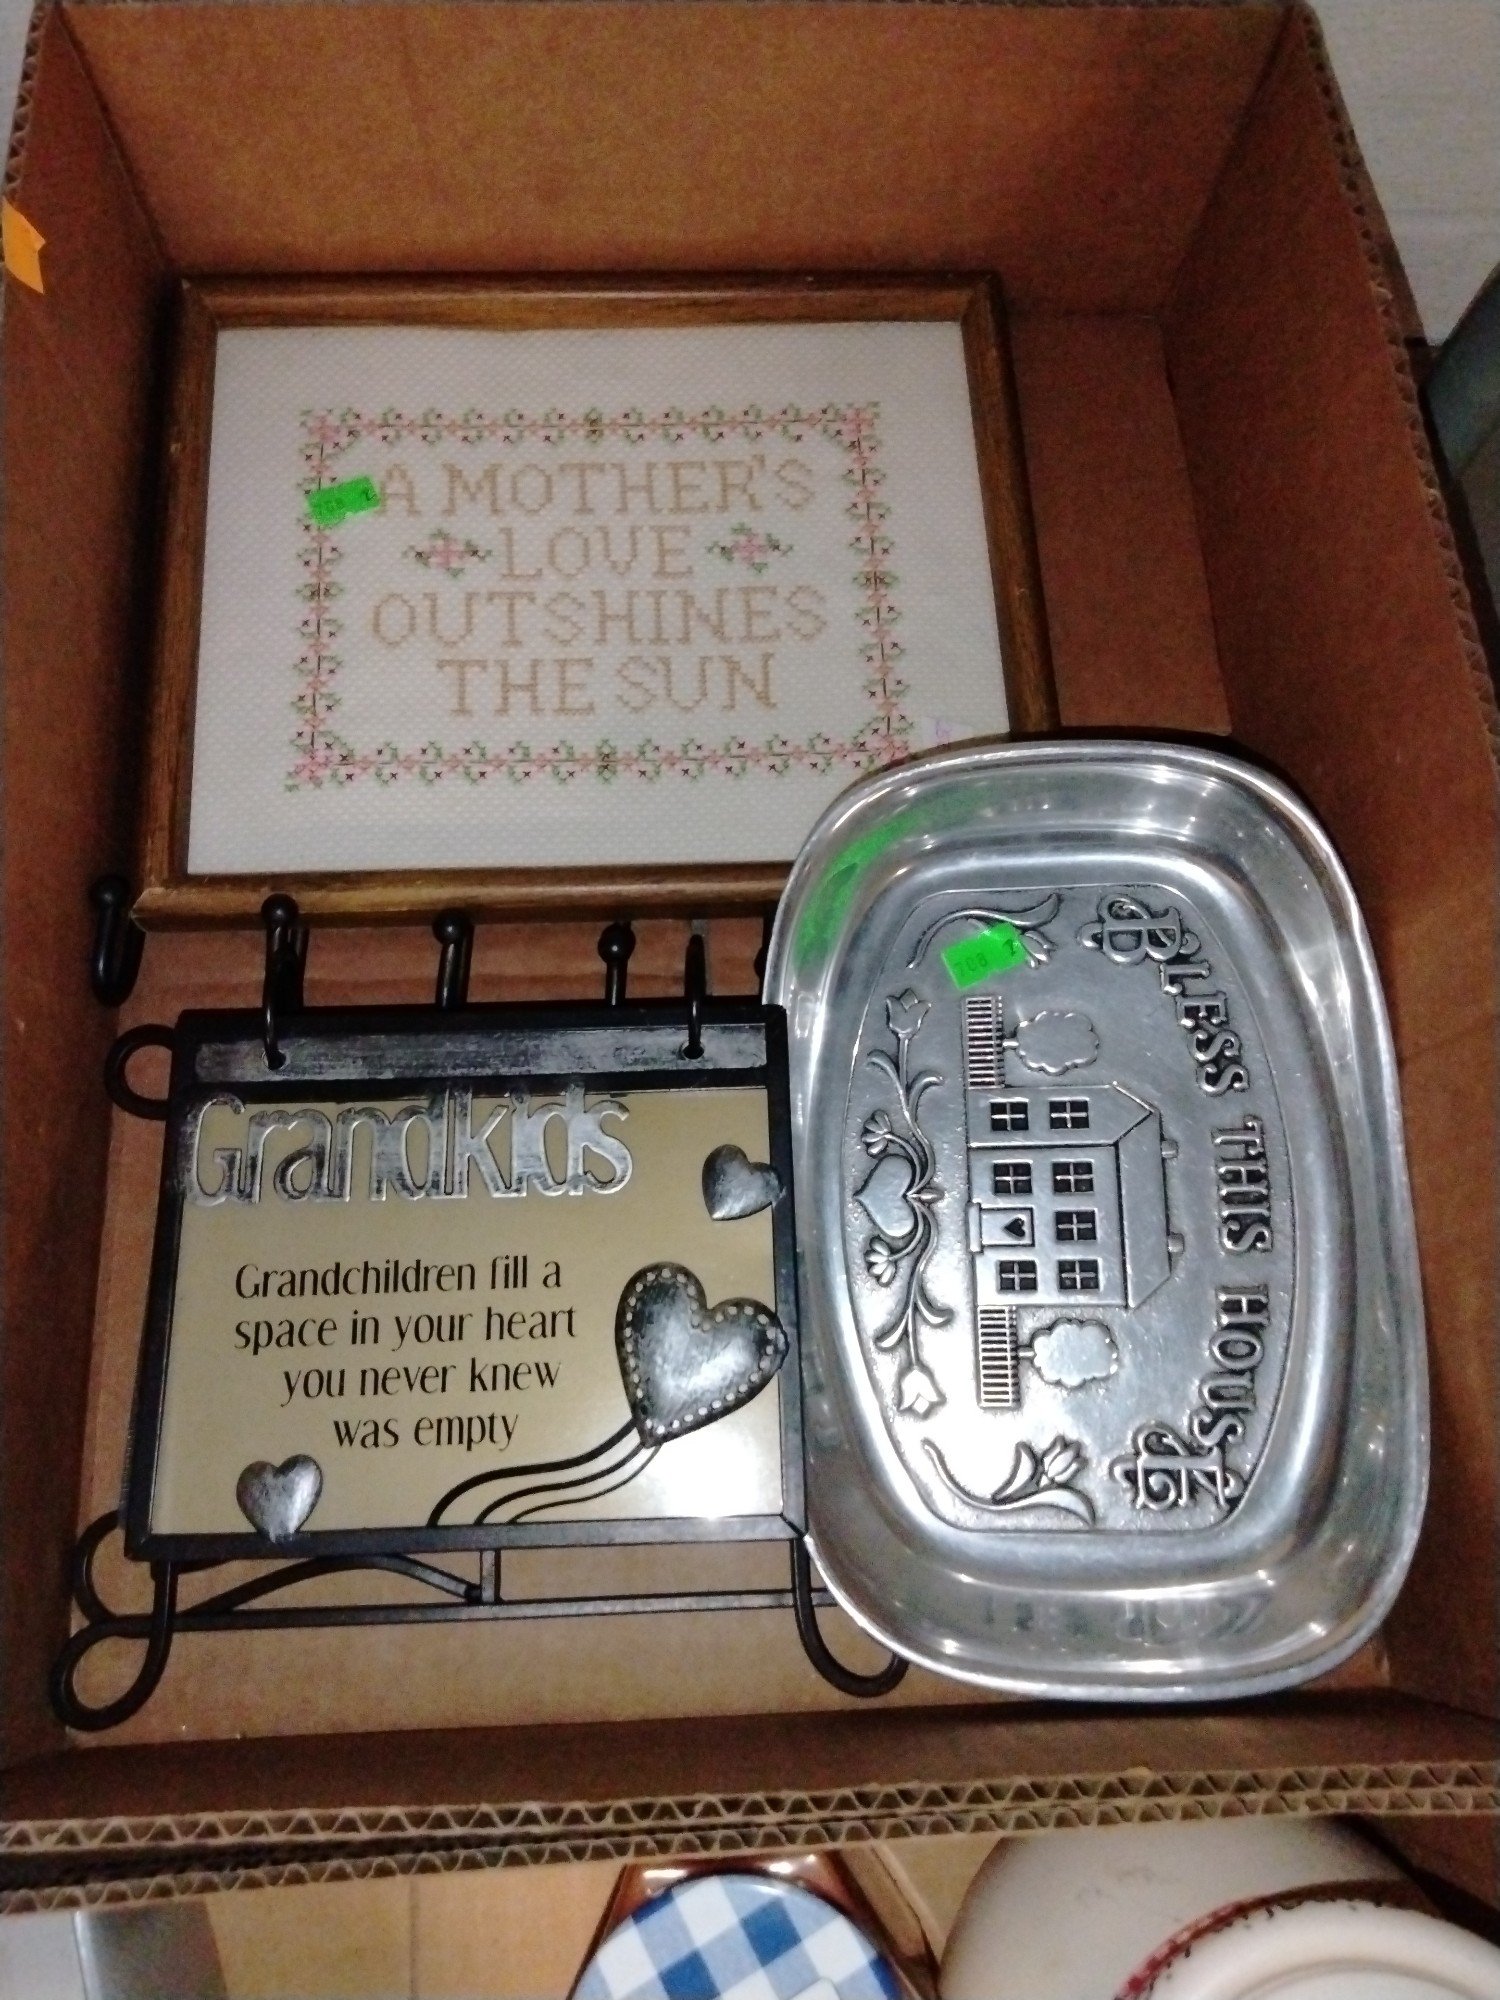 A MOTHER'S
LOVE
OUTSHINES
THE SUN
Grandkids
Grandchildren fill a
space in your heart
you never knew
was empty
BLESS THIS HOUSE